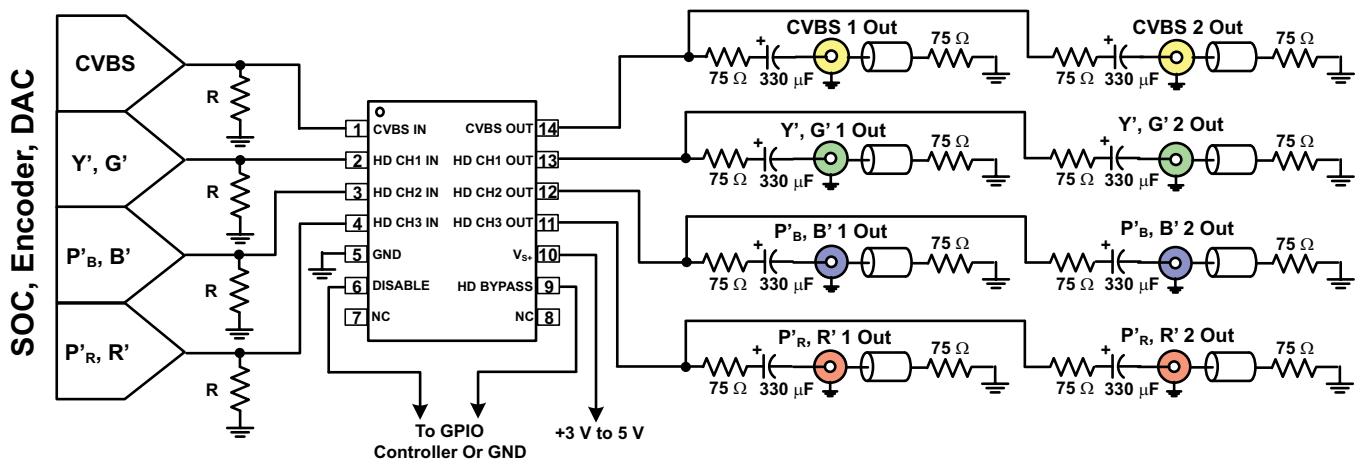 SOC, Encoder, DAC
CVBS
Y', G'
P'B, B'
P'R, R'
R
R
R
R
1 CVBS IN
2 HD CH1 IN
3 HD CH2 IN
4 HD CH3 IN
5 GND
6 DISABLE
7 NC
CVBS OUT 14
HD CH1 OUT 13
HD CH2 OUT 12
HD CH3 OUT 11
VS+ 10
HD BYPASS 9
NC 8
To GPIO
Controller Or GND
+3 V to 5 V
CVBS 1 Out
75 Ω
+
75 Ω
330 μF
CVBS 2 Out
75 Ω
+
75 Ω
330 μF
Y', G' 1 Out
75 Ω
+
75 Ω
330 μF
Y', G' 2 Out
75 Ω
+
75 Ω
330 μF
P'B, B' 1 Out
75 Ω
+
75 Ω
330 μF
P'B, B' 2 Out
75 Ω
+
75 Ω
330 μF
P'R, R' 1 Out
75 Ω
+
75 Ω
330 μF
P'R, R' 2 Out
75 Ω
+
75 Ω
330 μF